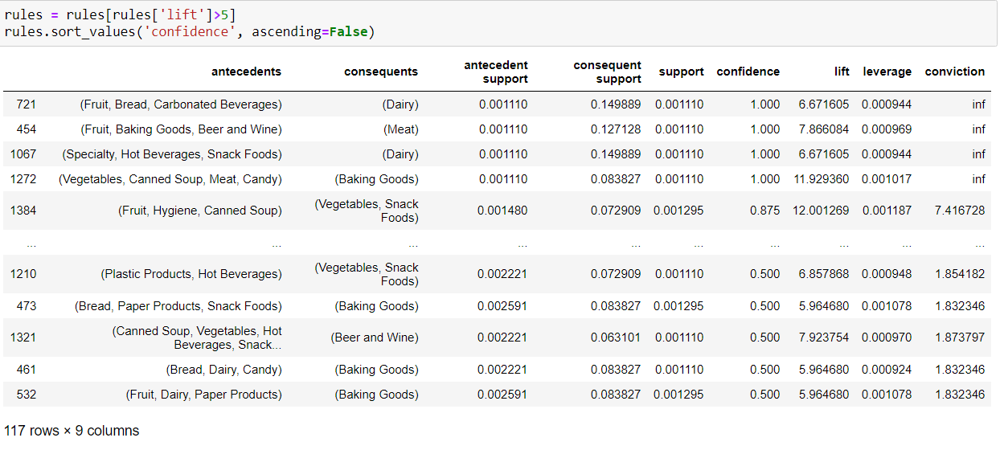 rules = rules[rules['lift']>5]
rules.sort_values('confidence', ascending=False)
antecedents consequents antecedent support consequent support support confidence lift leverage conviction
721 (Fruit, Bread, Carbonated Beverages) (Dairy) 0.001110 0.149889 0.001110 1.000 6.671605 0.000944 inf
454 (Fruit, Baking Goods, Beer and Wine) (Meat) 0.001110 0.127128 0.001110 1.000 7.866084 0.000969 inf
1067 (Specialty, Hot Beverages, Snack Foods) (Dairy) 0.001110 0.149889 0.001110 1.000 6.671605 0.000944 inf
1272 (Vegetables, Canned Soup, Meat, Candy) (Baking Goods) 0.001110 0.083827 0.001110 1.000 11.929360 0.001017 inf
1384 (Fruit, Hygiene, Canned Soup) (Vegetables, Snack Foods) 0.001480 0.072909 0.001295 0.875 12.001269 0.001187 7.416728
... ... ... ... ... ... ... ... ... ...
1210 (Plastic Products, Hot Beverages) (Vegetables, Snack Foods) 0.002221 0.072909 0.001110 0.500 6.857868 0.000948 1.854182
473 (Bread, Paper Products, Snack Foods) (Baking Goods) 0.002591 0.083827 0.001295 0.500 5.964680 0.001078 1.832346
1321 (Canned Soup, Vegetables, Hot Beverages, Snack... (Beer and Wine) 0.002221 0.063101 0.001110 0.500 7.923754 0.000970 1.873797
461 (Bread, Dairy, Candy) (Baking Goods) 0.002221 0.083827 0.001110 0.500 5.964680 0.000924 1.832346
532 (Fruit, Dairy, Paper Products) (Baking Goods) 0.002591 0.083827 0.001295 0.500 5.964680 0.001078 1.832346
117 rows × 9 columns